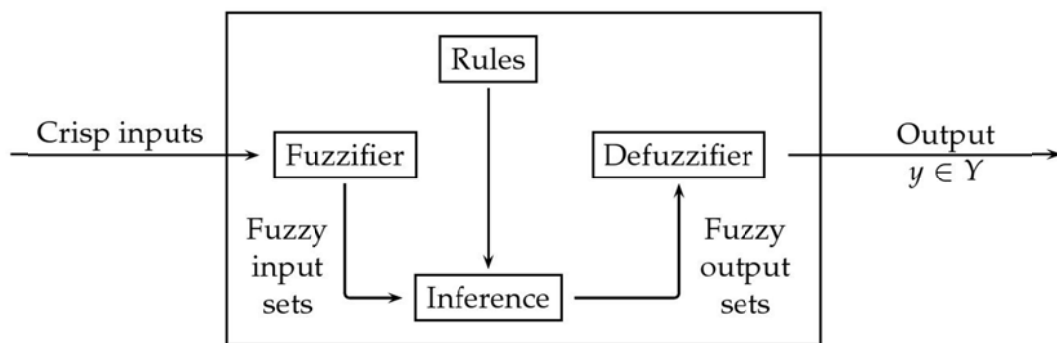 Rules
Crisp inputs
Fuzzifier
Defuzzifier
Output
y ∈ Y
Fuzzy
input
sets
Inference
Fuzzy
output
sets